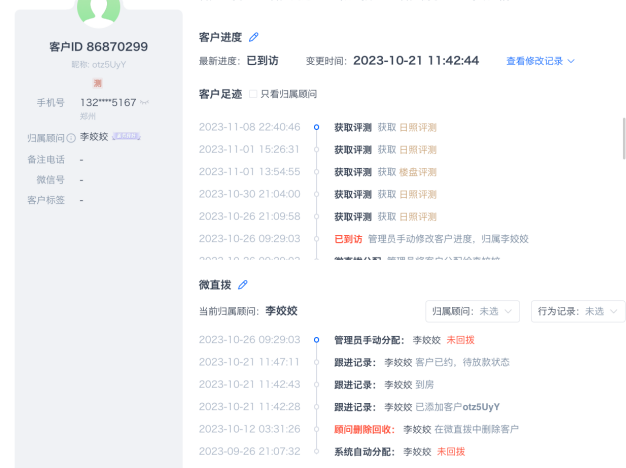 客户ID 86870299
昵称: otz5UyY
测
手机号 132****5167
郑州
归属顾问 李姣姣
备注电话 -
微信号 -
客户标签 -
客户进度
最新进度：已到访 变更时间：2023-10-21 11:42:44 查看修改记录
客户足迹 只看归属顾问
2023-11-08 22:40:46 获取评测 获取 日照评测
2023-11-01 15:26:31 获取评测 获取 日照评测
2023-11-01 13:54:55 获取评测 获取 楼盘评测
2023-10-30 21:04:00 获取评测 获取 日照评测
2023-10-26 21:09:58 获取评测 获取 日照评测
2023-10-26 09:29:03 已到访 管理员手动修改客户进度，归属李姣姣
微直拨
当前归属顾问：李姣姣 归属顾问：未选 行为记录：未选
2023-10-26 09:29:03 管理员手动分配： 李姣姣 未回拨
2023-10-21 11:47:11 跟进记录： 李姣姣 客户已约，待放款状态
2023-10-21 11:42:43 跟进记录： 李姣姣 到房
2023-10-21 11:42:28 跟进记录： 李姣姣 已添加客户otz5UyY
2023-10-12 03:31:26 顾问删除回收： 李姣姣 在微直拨中删除客户
2023-09-26 21:07:32 系统自动分配： 李姣姣 未回拨